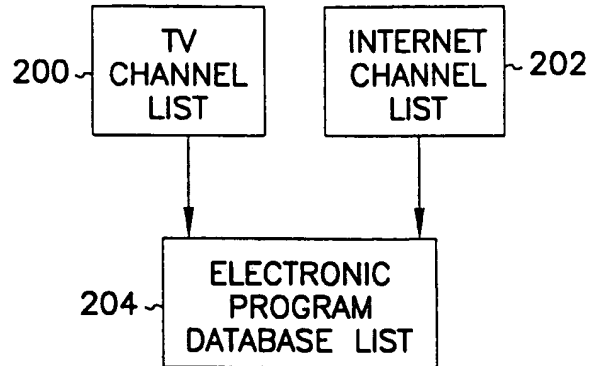 200
TV
CHANNEL
LIST
INTERNET
CHANNEL
LIST
202
204
ELECTRONIC
PROGRAM
DATABASE LIST